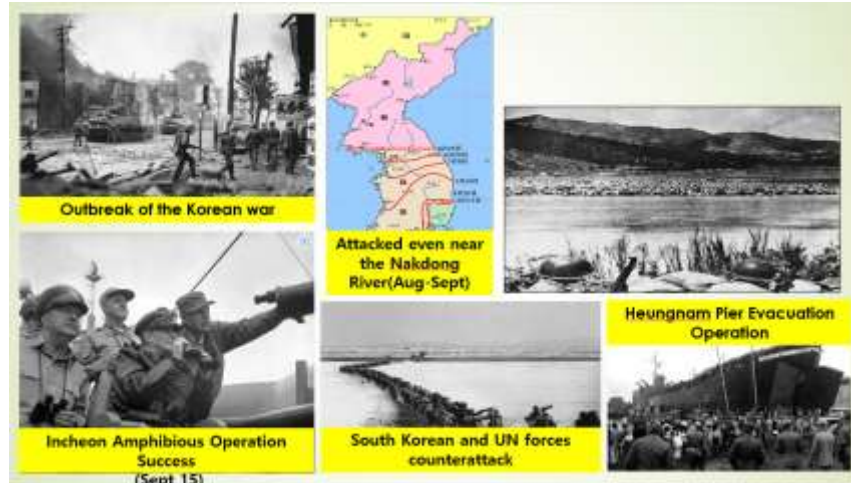 Outbreak of the Korean war
Attacked even near
the Nakdong
River(Aug-Sept)
Heungnam Pier Evacuation
Operation
Incheon Amphibious Operation
Success
(Sept 15)
South Korean and UN forces
counterattack